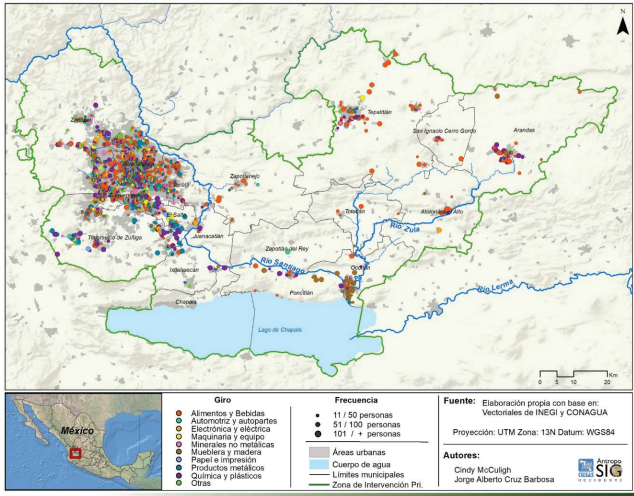 N
Tepatitlán
San Ignacio Cerro Gordo
Arandas
Zapotlanejo
El Salto
Juanacatlán
Tototlán
Atotonilco el Alto
Río Zula
Tlajomulco de Zúñiga
Zapotlán del Rey
Río Santiago
Ocotlán
Ixtlahuacán
Poncitlán
Chapala
Río Lerma
Lago de Chapala
0 5 10 20
Km
México
Giro
Alimentos y Bebidas
Automotriz y autopartes
Electrónica y eléctrica
Maquinaria y equipo
Minerales no metálicas
Mueblera y madera
Papel e impresión
Productos metálicos
Química y plásticos
Otras
Frecuencia
11 / 50 personas
51 / 100 personas
101 / + personas
Áreas urbanas
Cuerpo de agua
Límites municipales
Zona de Intervención Pri.
Fuente: Elaboración propia con base en:
Vectoriales de INEGI y CONAGUA
Proyección: UTM Zona: 13N Datum: WGS84
Autores:
Cindy McCuligh
Jorge Alberto Cruz Barbosa
CIESAS
Antropo
SIG
OCCIDENTE